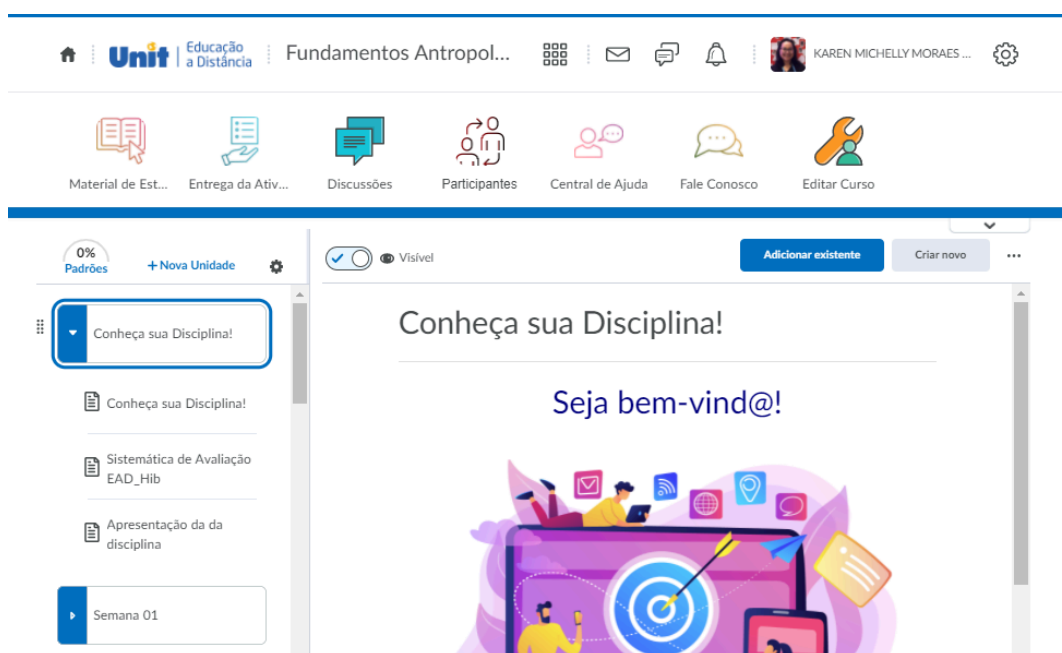 Unit
Educação
a Distância
Fundamentos Antropol...
KAREN MICHELLY MORAES ...
Material de Est...
Entrega da Ativ...
Discussões
Participantes
Central de Ajuda
Fale Conosco
Editar Curso
0%
Padrões
+ Nova Unidade
Visível
Adicionar existente
Criar novo
Conheça sua Disciplina!
Conheça sua Disciplina!
Sistemática de Avaliação
EAD_Hib
Apresentação da da
disciplina
Semana 01
Conheça sua Disciplina!
Seja bem-vind@!